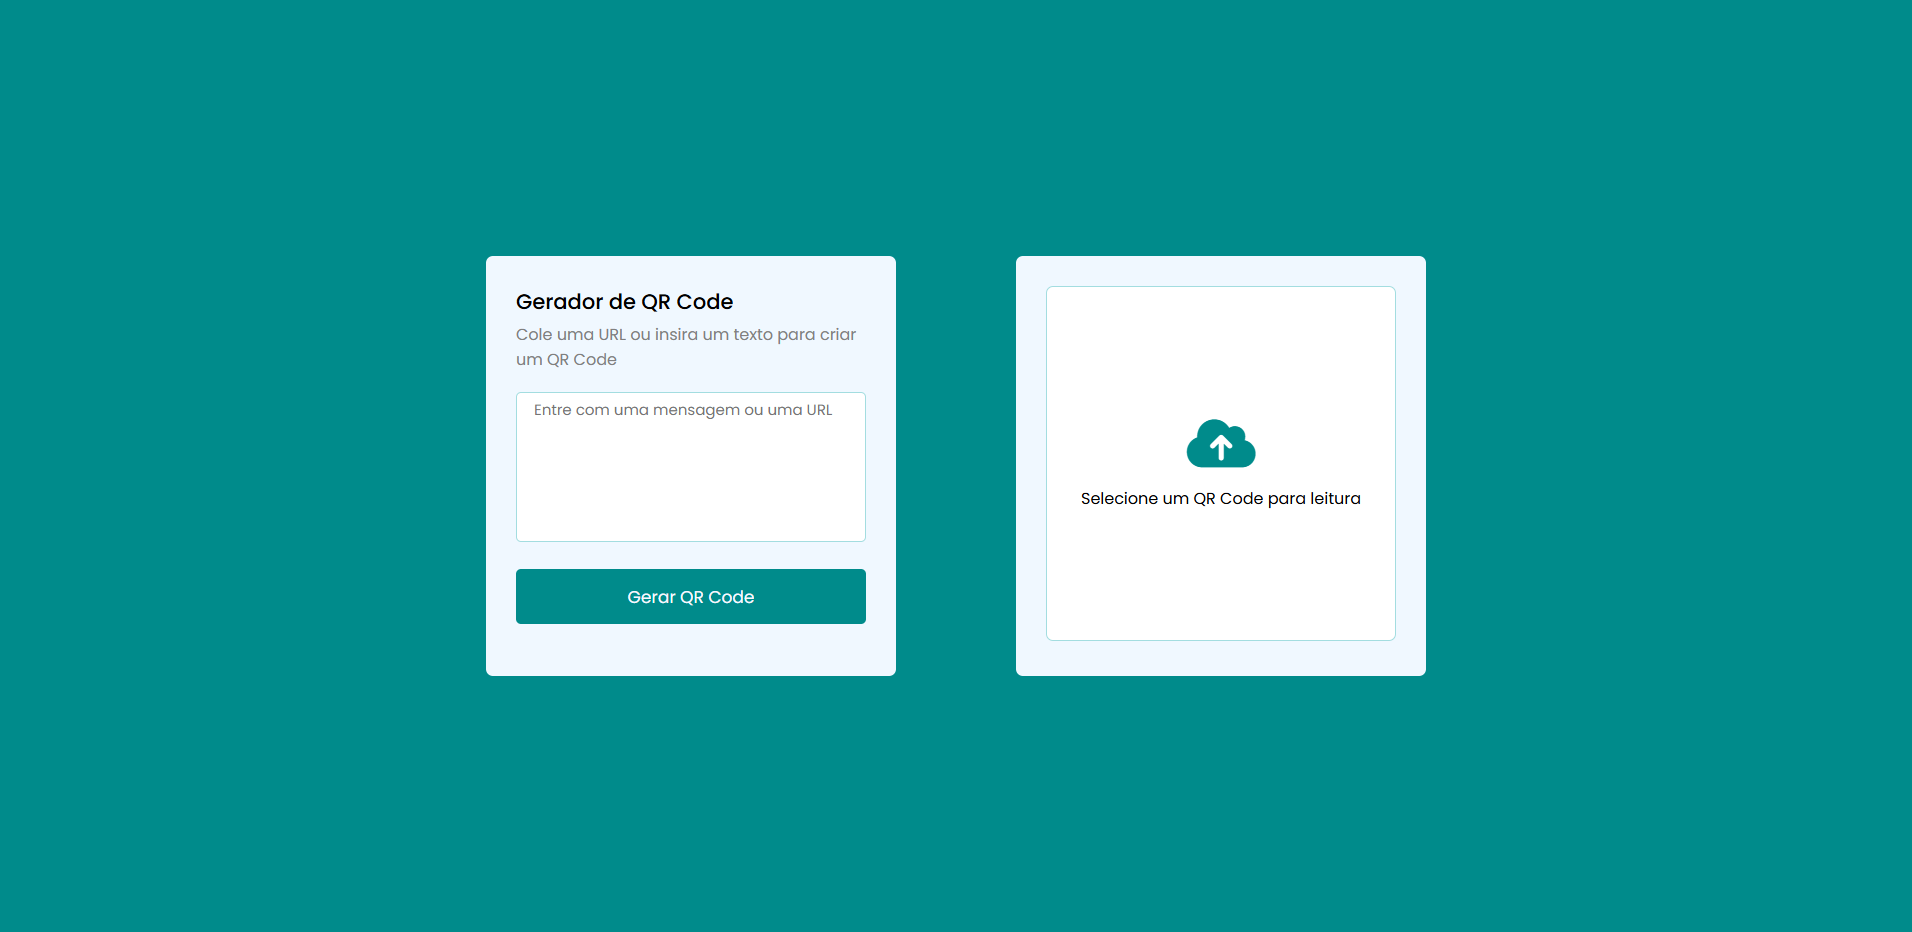 Gerador de QR Code
Cole uma URL ou insira um texto para criar
um QR Code
Entre com uma mensagem ou uma URL
Gerar QR Code
Selecione um QR Code para leitura